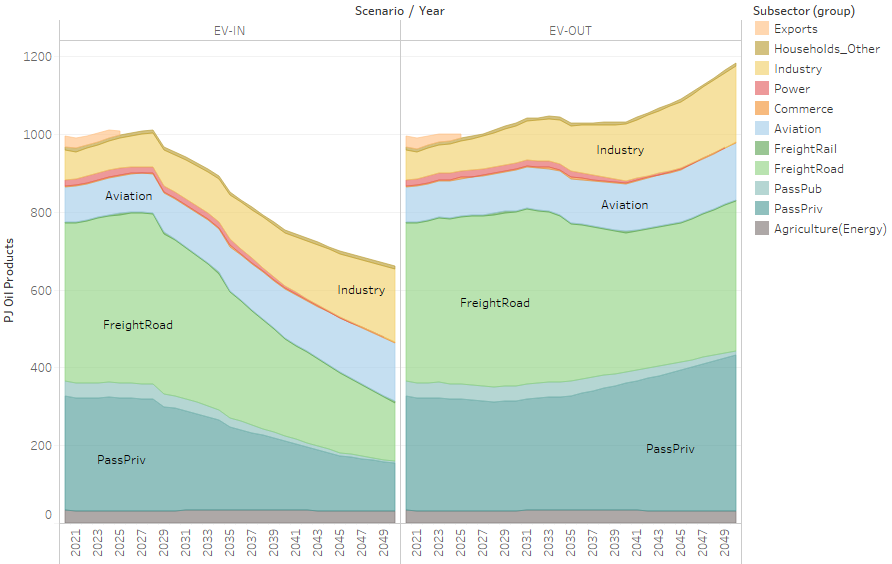 Scenario / Year
EV-IN
EV-OUT
Subsector (group)
Exports
Households_Other
Industry
Power
Commerce
Aviation
FreightRail
FreightRoad
PassPub
PassPriv
Agriculture(Energy)
PJ Oil Products
1200
1000
800
600
400
200
0
Aviation
FreightRoad
Industry
PassPriv
Industry
Aviation
FreightRoad
PassPriv
2021 2023 2025 2027 2029 2031 2033 2035 2037 2039 2041 2043 2045 2047 2049
2021 2023 2025 2027 2029 2031 2033 2035 2037 2039 2041 2043 2045 2047 2049